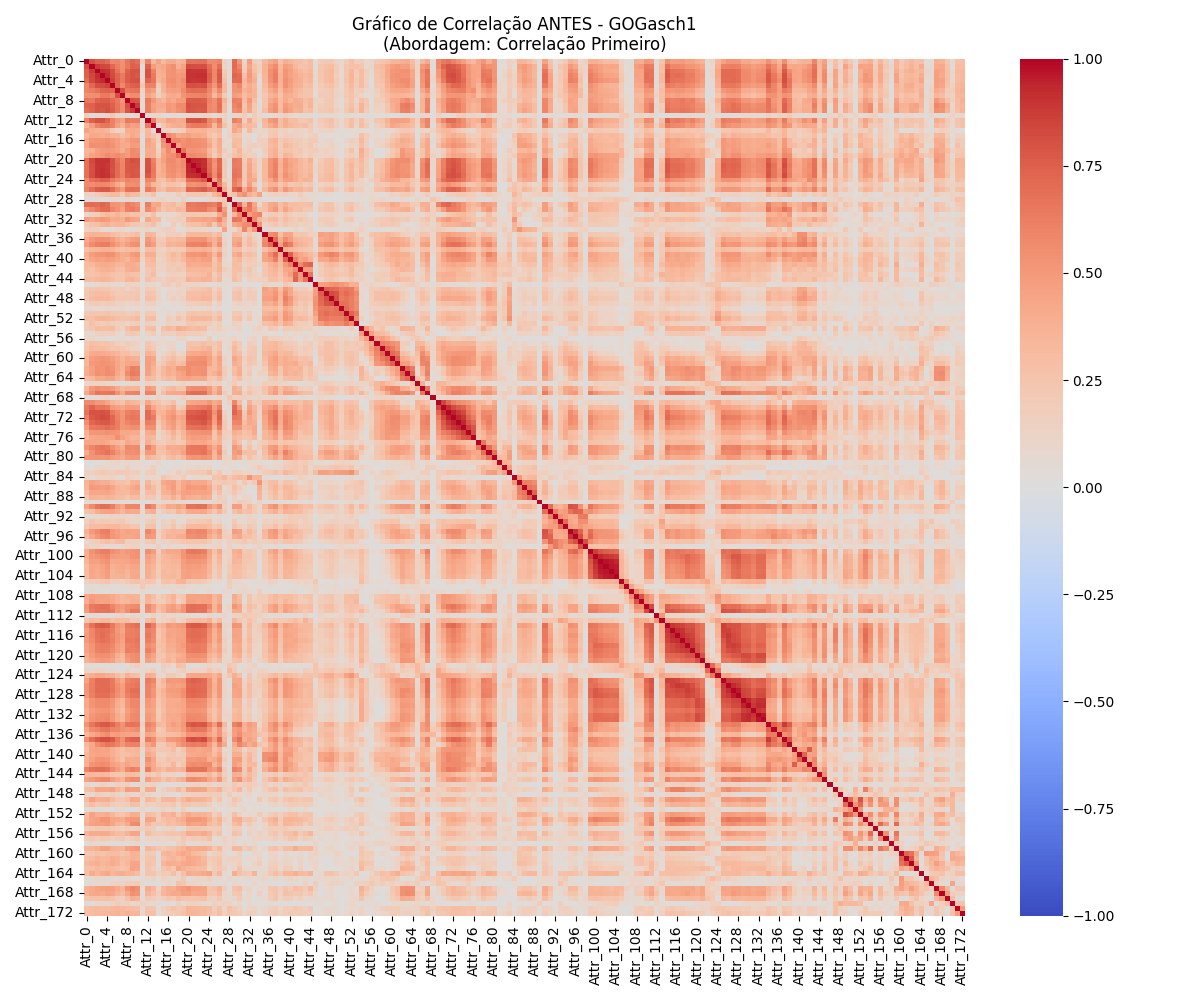 Gráfico de Correlação ANTES - GOGasch1
(Abordagem: Correlação Primeiro)
Attr_0
Attr_4
Attr_8
Attr_12
Attr_16
Attr_20
Attr_24
Attr_28
Attr_32
Attr_36
Attr_40
Attr_44
Attr_48
Attr_52
Attr_56
Attr_60
Attr_64
Attr_68
Attr_72
Attr_76
Attr_80
Attr_84
Attr_88
Attr_92
Attr_96
Attr_100
Attr_104
Attr_108
Attr_112
Attr_116
Attr_120
Attr_124
Attr_128
Attr_132
Attr_136
Attr_140
Attr_144
Attr_148
Attr_152
Attr_156
Attr_160
Attr_164
Attr_168
Attr_172
Attr_0
Attr_4
Attr_8
Attr_12
Attr_16
Attr_20
Attr_24
Attr_28
Attr_32
Attr_36
Attr_40
Attr_44
Attr_48
Attr_52
Attr_56
Attr_60
Attr_64
Attr_68
Attr_72
Attr_76
Attr_80
Attr_84
Attr_88
Attr_92
Attr_96
Attr_100
Attr_104
Attr_108
Attr_112
Attr_116
Attr_120
Attr_124
Attr_128
Attr_132
Attr_136
Attr_140
Attr_144
Attr_148
Attr_152
Attr_156
Attr_160
Attr_164
Attr_168
Attr_172
1.00
0.75
0.50
0.25
0.00
−0.25
−0.50
−0.75
−1.00